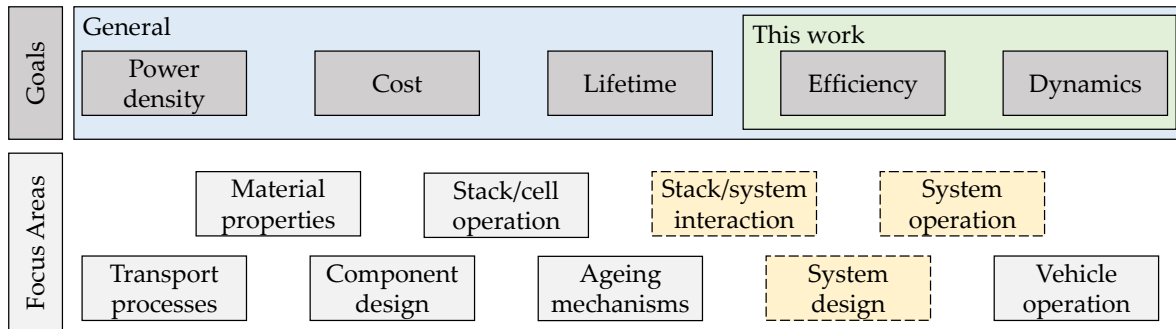 Goals
General
This work
Power
density
Cost
Lifetime
Efficiency
Dynamics
Focus Areas
Material
properties
Stack/cell
operation
Stack/system
interaction
System
operation
Transport
processes
Component
design
Ageing
mechanisms
System
design
Vehicle
operation